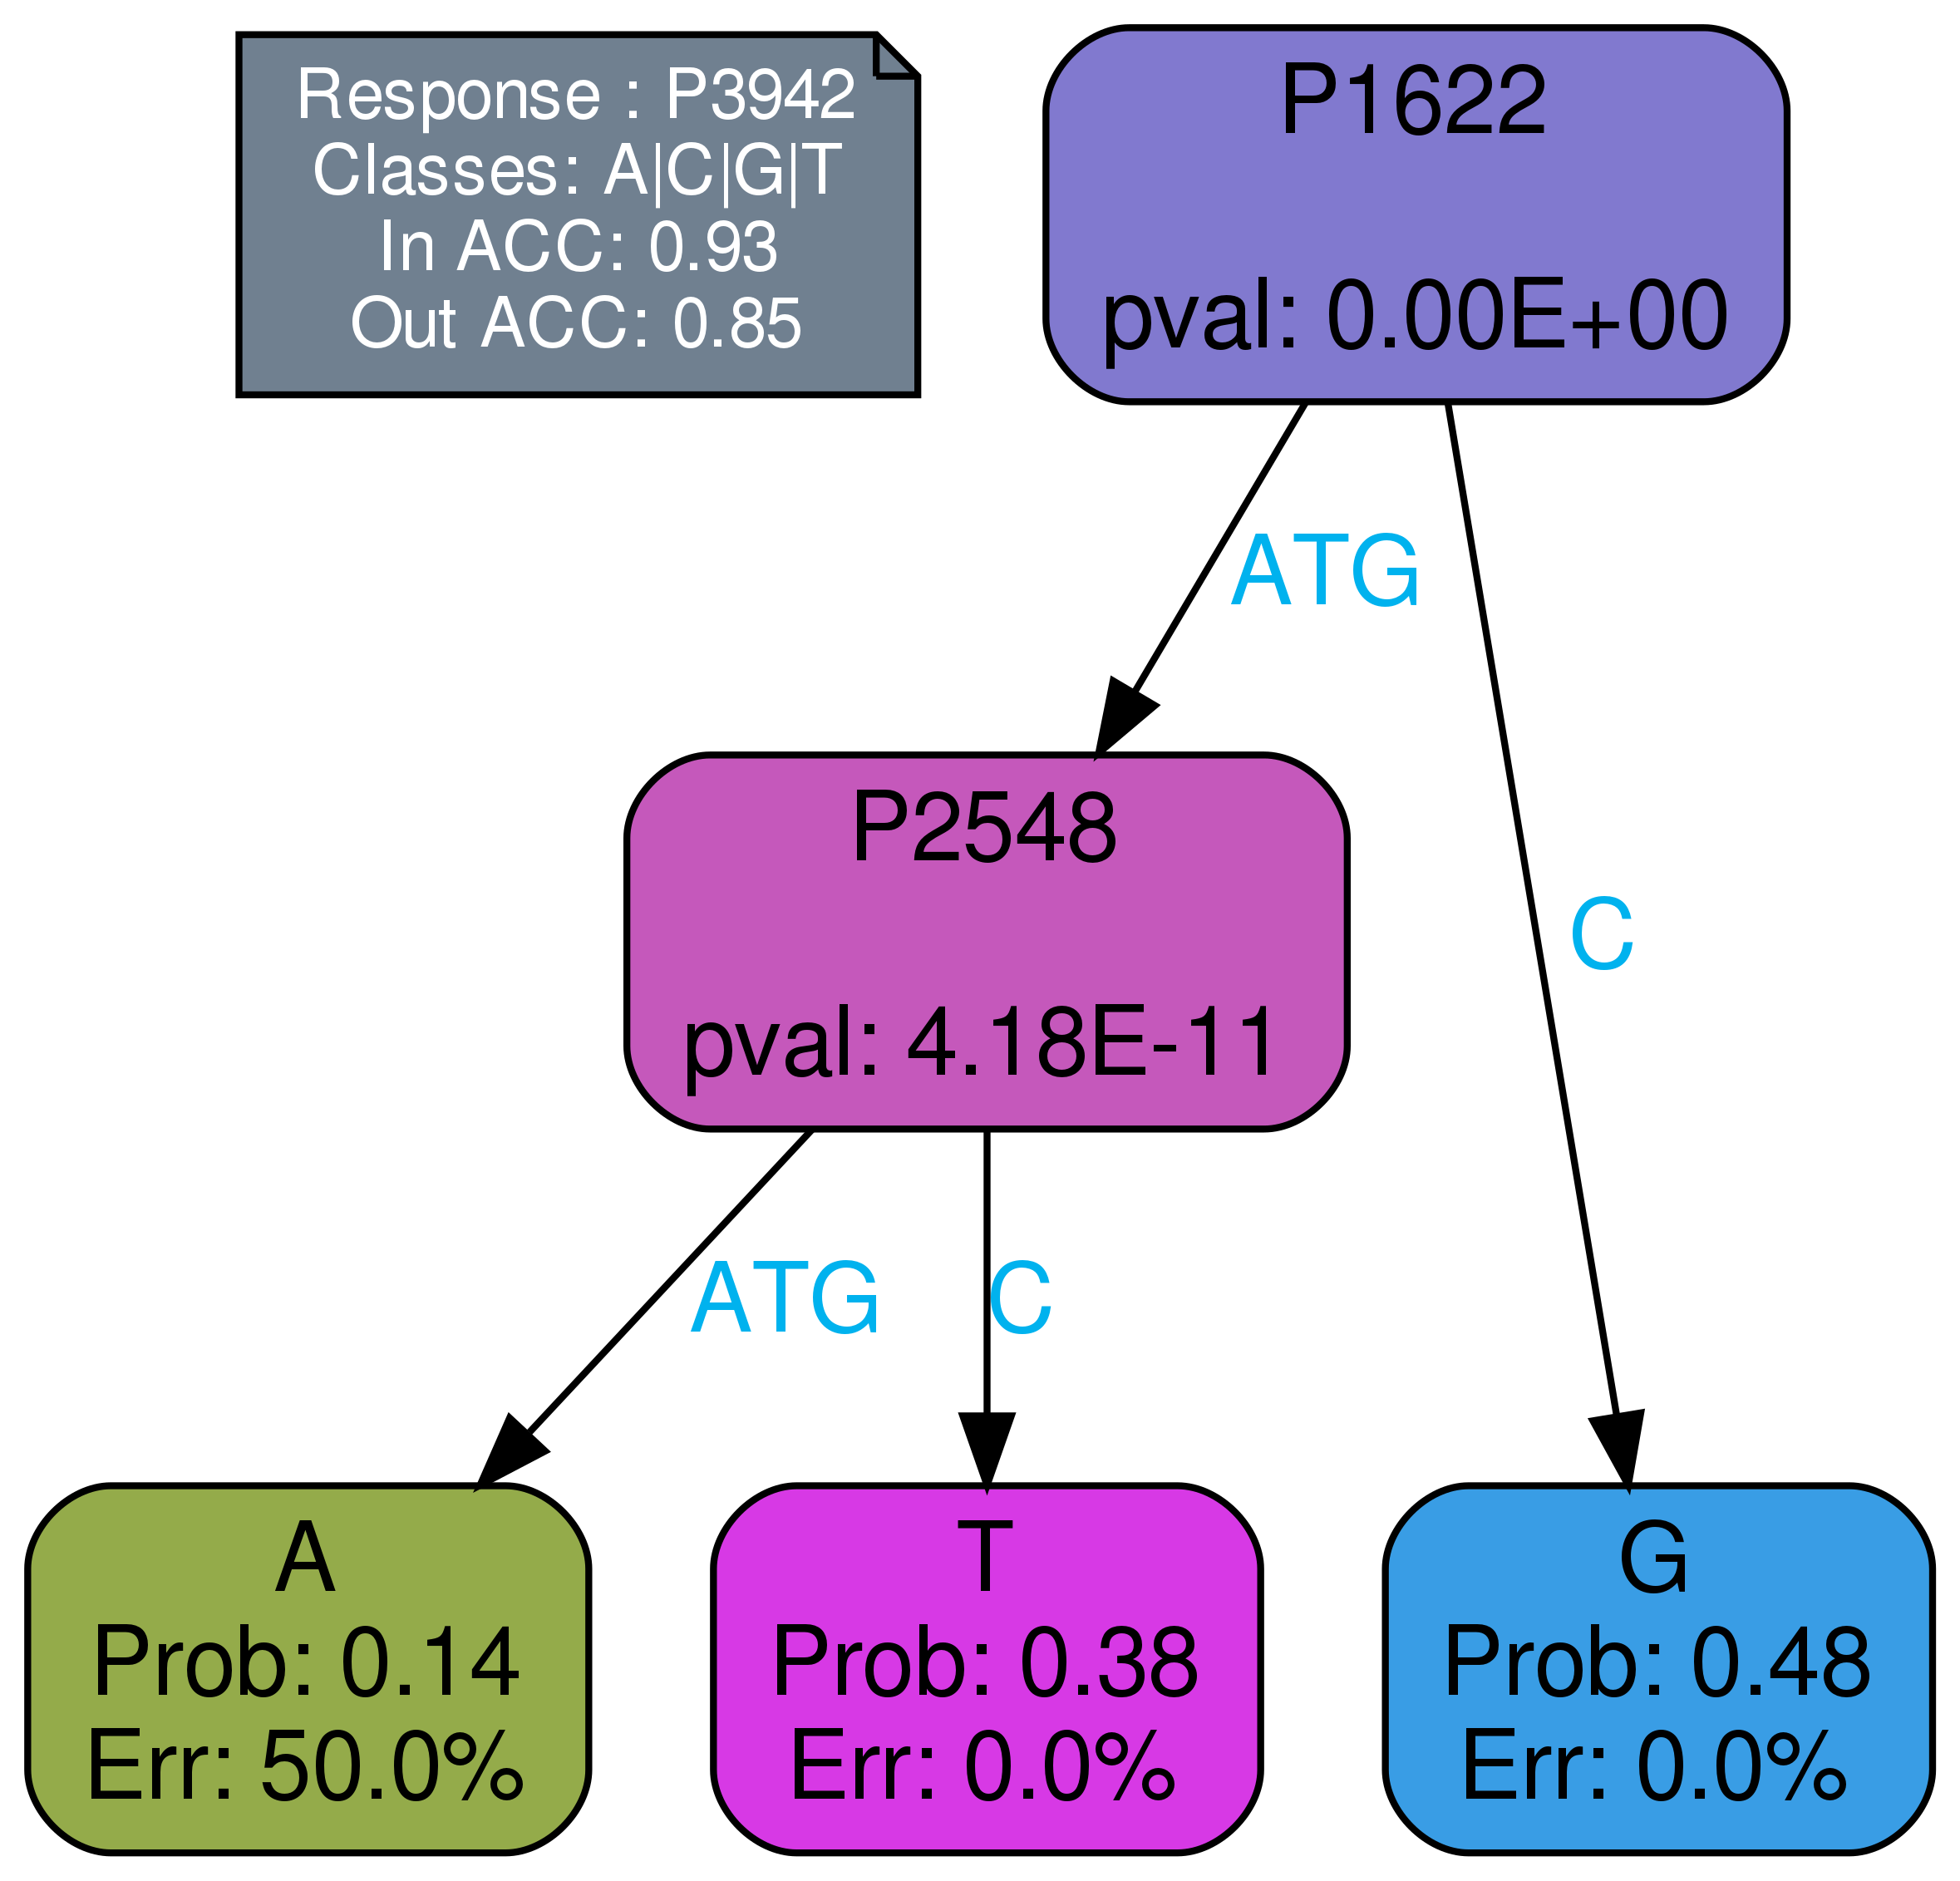 Response : P3942
Classes: A|C|G|T
In ACC: 0.93
Out ACC: 0.85
P1622
pval: 0.00E+00
ATG
C
P2548
pval: 4.18E-11
ATG
C
A
Prob: 0.14
Err: 50.0%
T
Prob: 0.38
Err: 0.0%
G
Prob: 0.48
Err: 0.0%